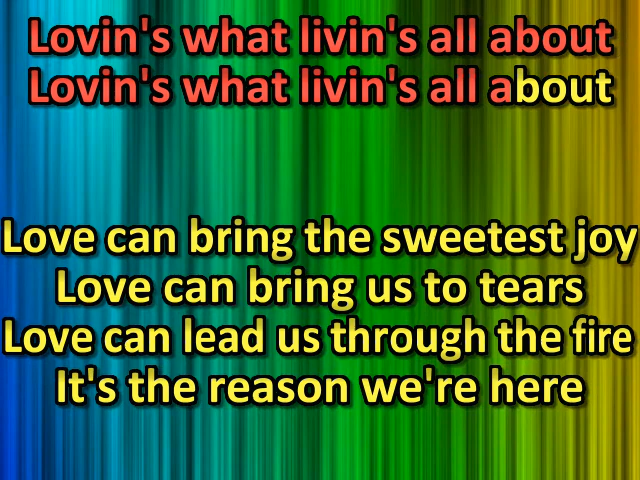 Lovin's what livin's all about
Lovin's what livin's all about
Love can bring the sweetest joy
Love can bring us to tears
Love can lead us through the fire
It's the reason we're here